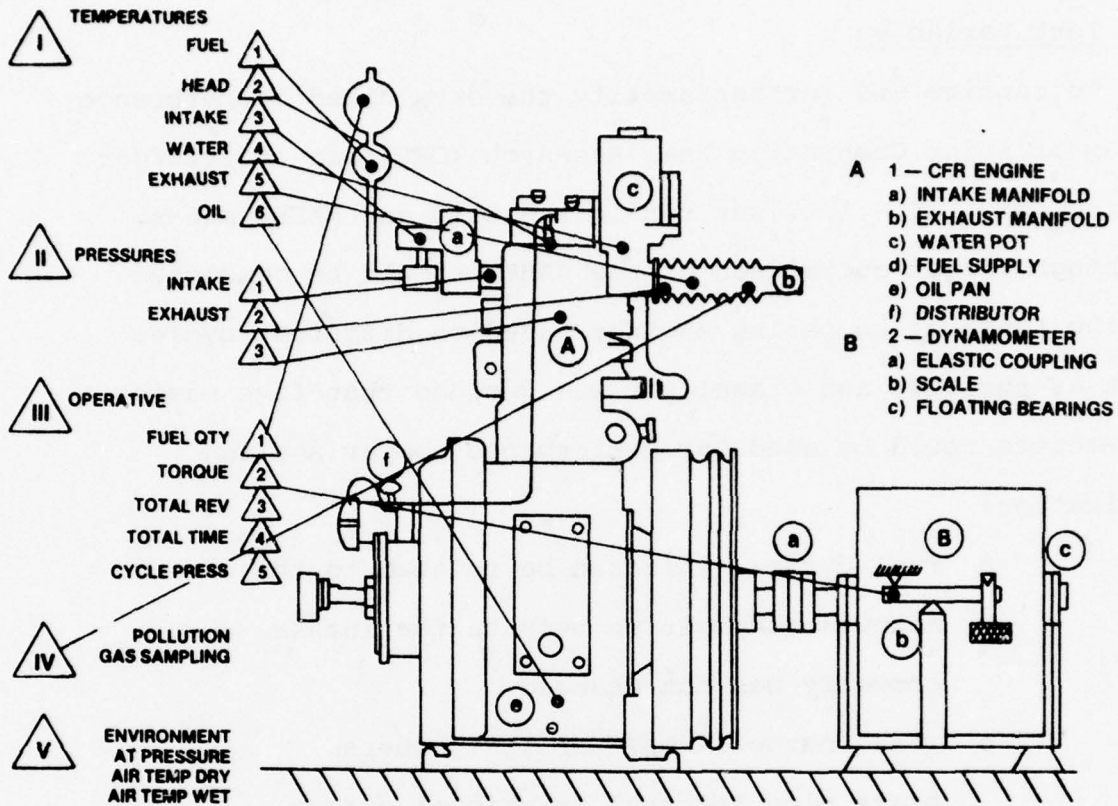 TEMPERATURES
I
FUEL 1
HEAD 2
INTAKE 3
WATER 4
EXHAUST 5
OIL 6
II PRESSURES
INTAKE 1
EXHAUST 2
3
III OPERATIVE
FUEL QTY 1
TORQUE 2
TOTAL REV 3
TOTAL TIME 4
CYCLE PRESS 5
IV
POLLUTION
GAS SAMPLING
V
ENVIRONMENT
AT PRESSURE
AIR TEMP DRY
AIR TEMP WET
a
c
b
A
f
e
a
B
b
c
A 1 — CFR ENGINE
a) INTAKE MANIFOLD
b) EXHAUST MANIFOLD
c) WATER POT
d) FUEL SUPPLY
e) OIL PAN
f) DISTRIBUTOR
B 2 — DYNAMOMETER
a) ELASTIC COUPLING
b) SCALE
c) FLOATING BEARINGS